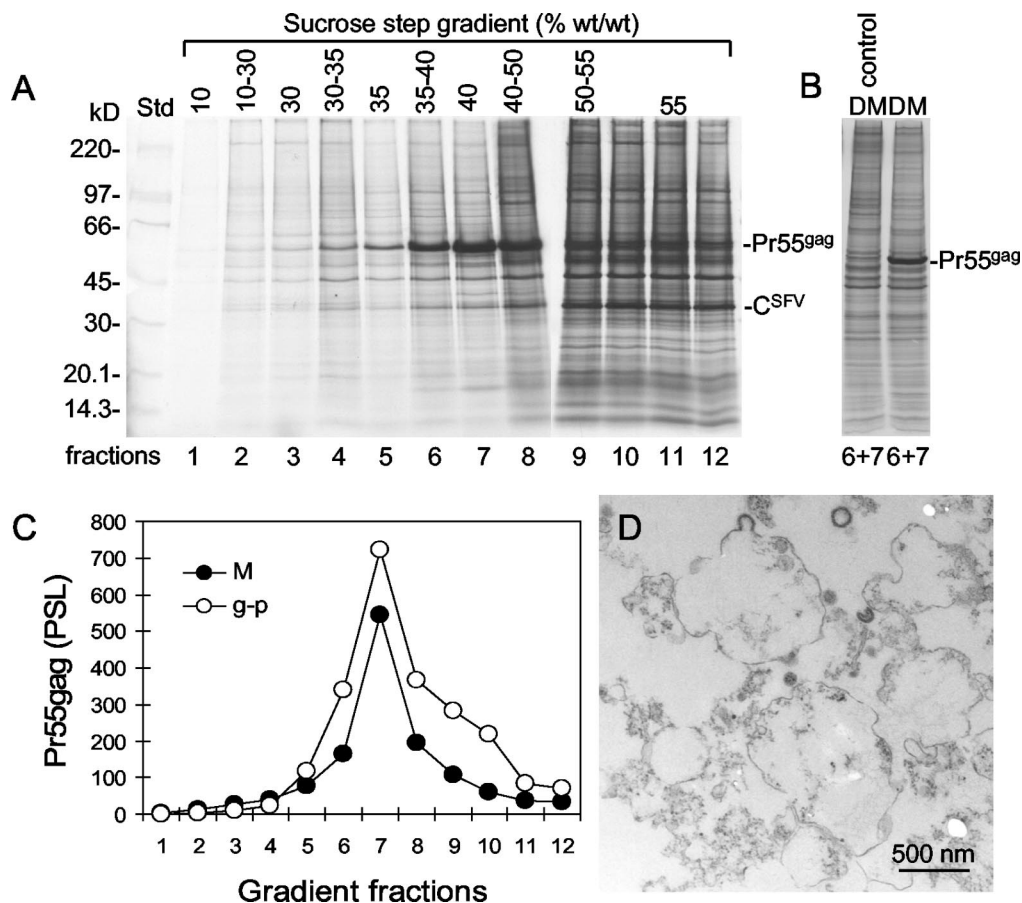 Sucrose step gradient (% wt/wt)
A
kD Std 10 10-30 30 30-35 35 35-40 40 40-50 50-55 55
220-
97-
66-
45-
30-
20.1-
14.3-
-Pr55gag
-CSFV
fractions 1 2 3 4 5 6 7 8 9 10 11 12
B
control
DM DM
-Pr55gag
6+7 6+7
C
Pr55gag (PSL)
800
700
600
500
400
300
200
100
0
M
g-p
1 2 3 4 5 6 7 8 9 10 11 12
Gradient fractions
D
500 nm